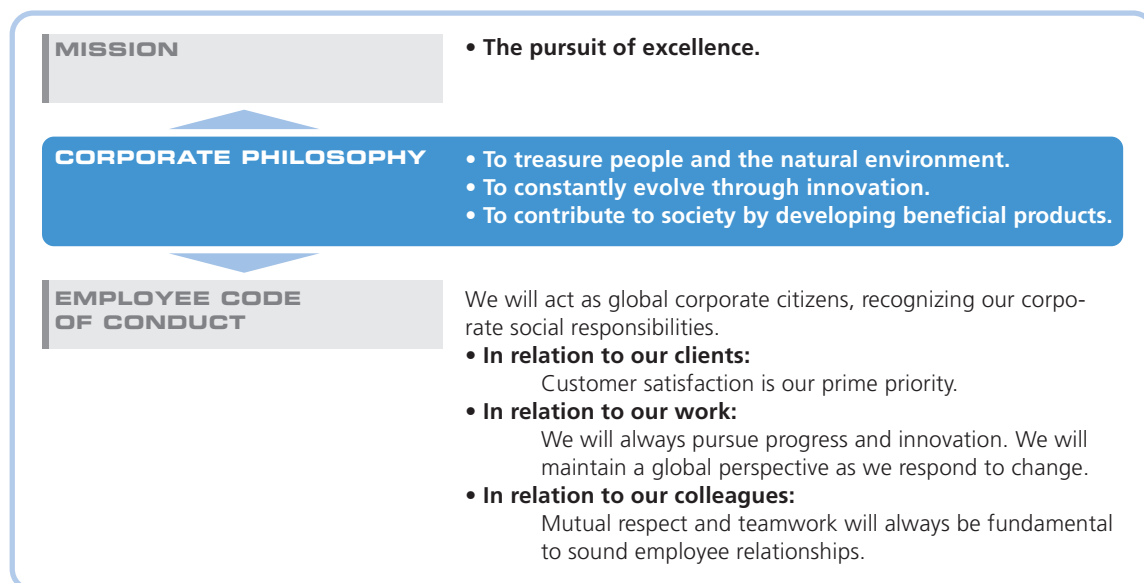 MISSION
• The pursuit of excellence.
CORPORATE PHILOSOPHY
• To treasure people and the natural environment.
• To constantly evolve through innovation.
• To contribute to society by developing beneficial products.
EMPLOYEE CODE
OF CONDUCT
We will act as global corporate citizens, recognizing our corpo-
rate social responsibilities.
• In relation to our clients:
Customer satisfaction is our prime priority.
• In relation to our work:
We will always pursue progress and innovation. We will
maintain a global perspective as we respond to change.
• In relation to our colleagues:
Mutual respect and teamwork will always be fundamental
to sound employee relationships.